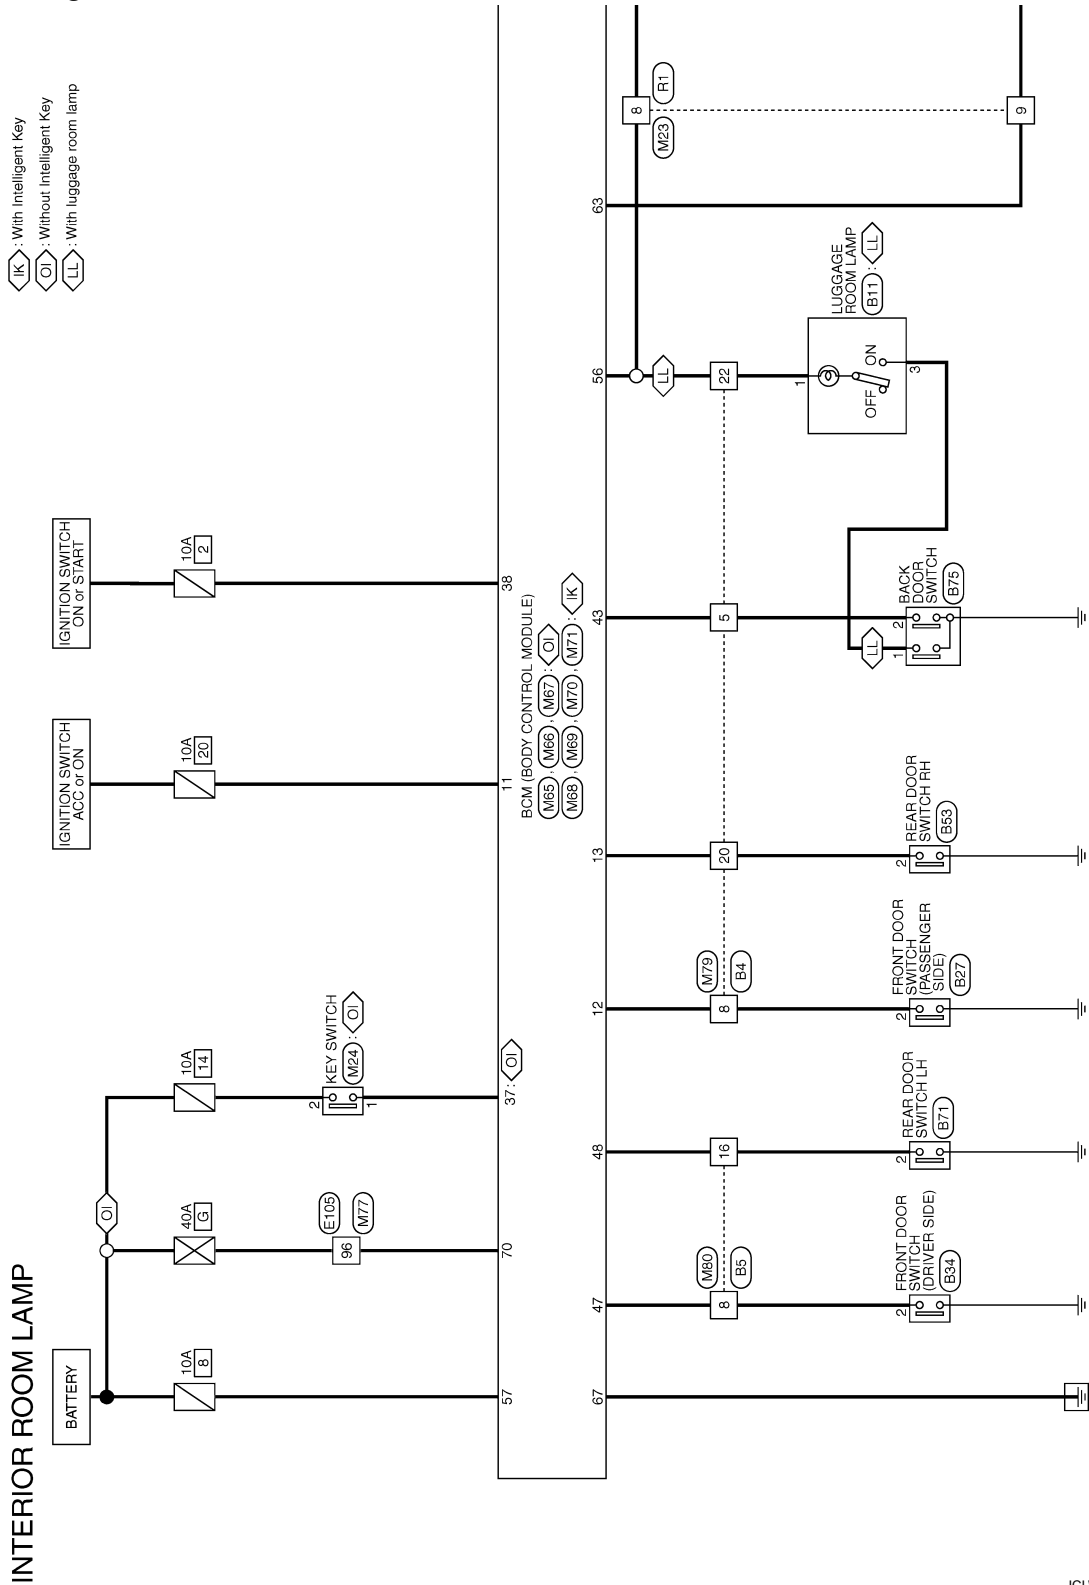 INTERIOR ROOM LAMP
IK : With Intelligent Key
OI : Without Intelligent Key
LL : With luggage room lamp
BATTERY
IGNITION SWITCH
ACC or ON
IGNITION SWITCH
ON or START
OI
10A
8
40A
G
10A
14
10A
20
10A
2
E105
96
M77
KEY SWITCH
M24 : OI
2
1
57
70
37: OI
11
38
BCM (BODY CONTROL MODULE)
M65 , M66 , M67 : OI
M68 , M69 , M70 , M71 : IK
67
47
48
12
13
43
56
63
M80
8
B5
16
M79
8
B4
20
5
22
LL
M23
8
R1
9
LUGGAGE
ROOM LAMP
B11 : LL
1
OFF
ON
3
2
FRONT DOOR
SWITCH
(DRIVER SIDE)
B34
2
REAR DOOR
SWITCH LH
B71
2
FRONT DOOR
SWITCH
(PASSENGER
SIDE)
B27
2
REAR DOOR
SWITCH RH
B53
LL
1
2
BACK
DOOR
SWITCH
B75